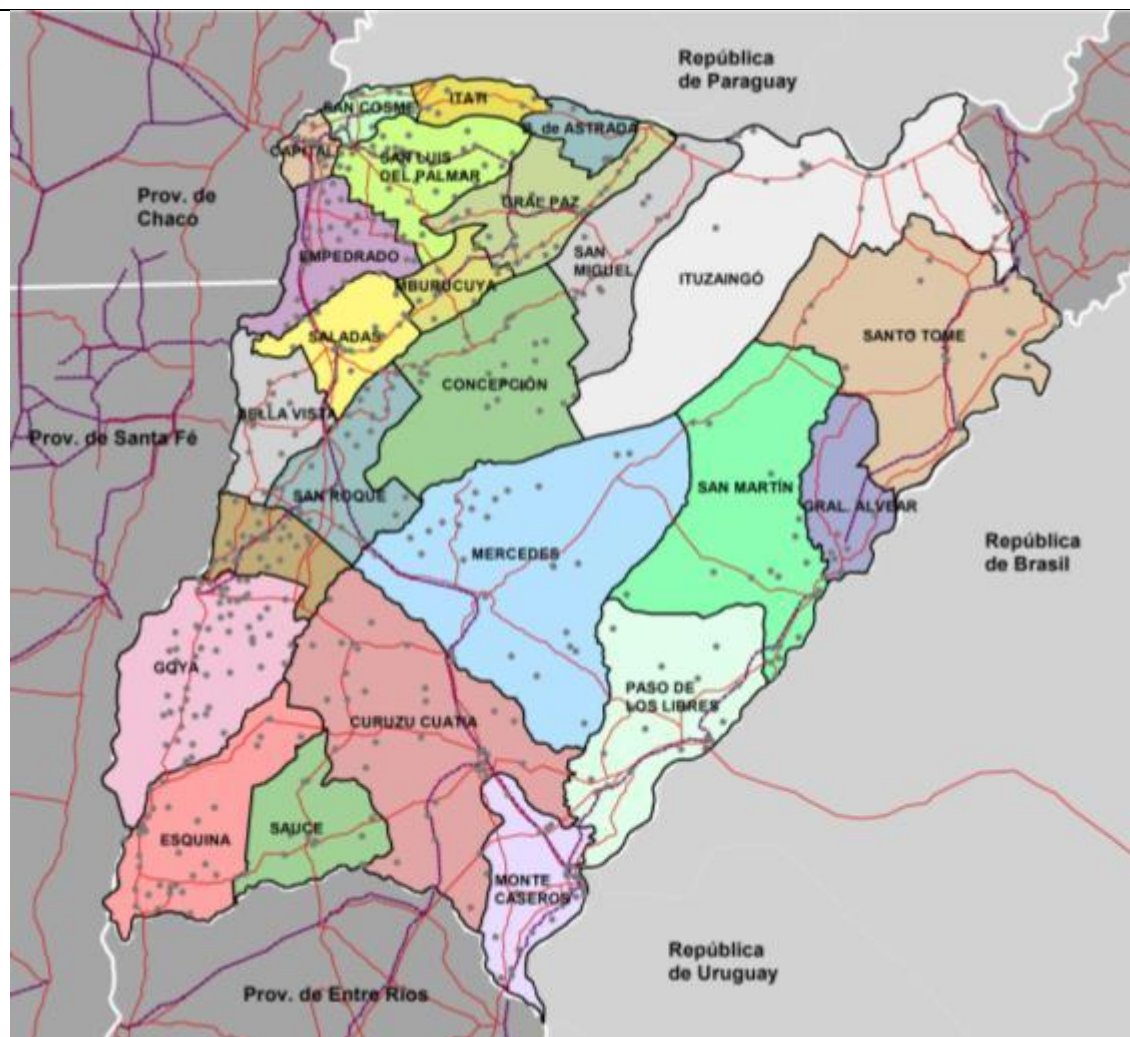 República
de Paraguay
ITATI
SAN COSME
B. de ASTRADA
CAPITAL
SAN LUIS
DEL PALMAR
Prov. de
Chaco
GRAL PAZ
EMPEDRADO
SAN
MIGUEL
ITUZAINGÓ
MBURUCUYA
SALADAS
SANTO TOME
CONCEPCIÓN
BELLA VISTA
Prov. de Santa Fé
SAN MARTÍN
SAN ROQUE
GRAL. ALVEAR
República
de Brasil
MERCEDES
GOYA
PASO DE
LOS LIBRES
CURUZU CUATIA
SAUCE
ESQUINA
MONTE
CASEROS
República
de Uruguay
Prov. de Entre Ríos